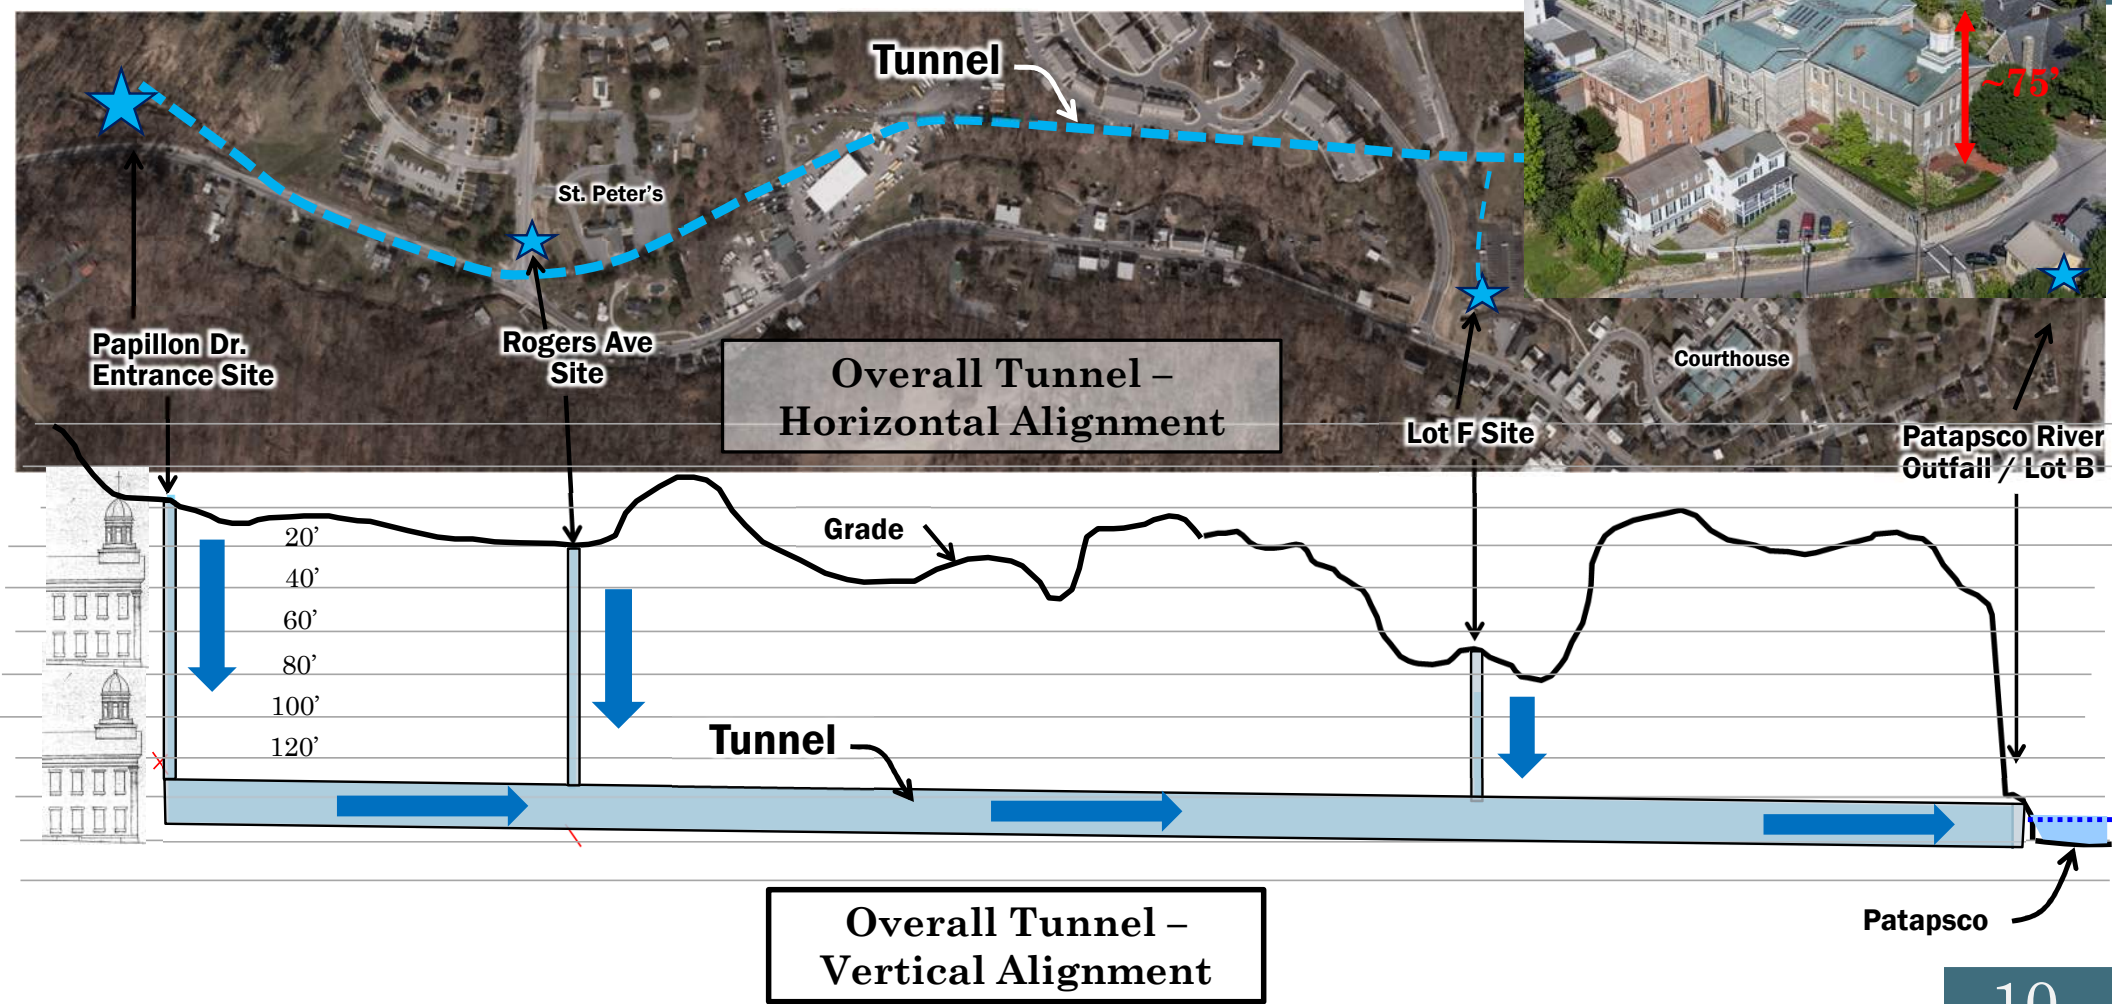 Tunnel
~75'
St. Peter's
Papillon Dr.
Entrance Site
Rogers Ave
Site
Overall Tunnel –
Horizontal Alignment
Courthouse
Lot F Site
Patapsco River
Outfall / Lot B
Grade
20'
40'
60'
80'
100'
120'
Tunnel
Patapsco
Overall Tunnel –
Vertical Alignment
10